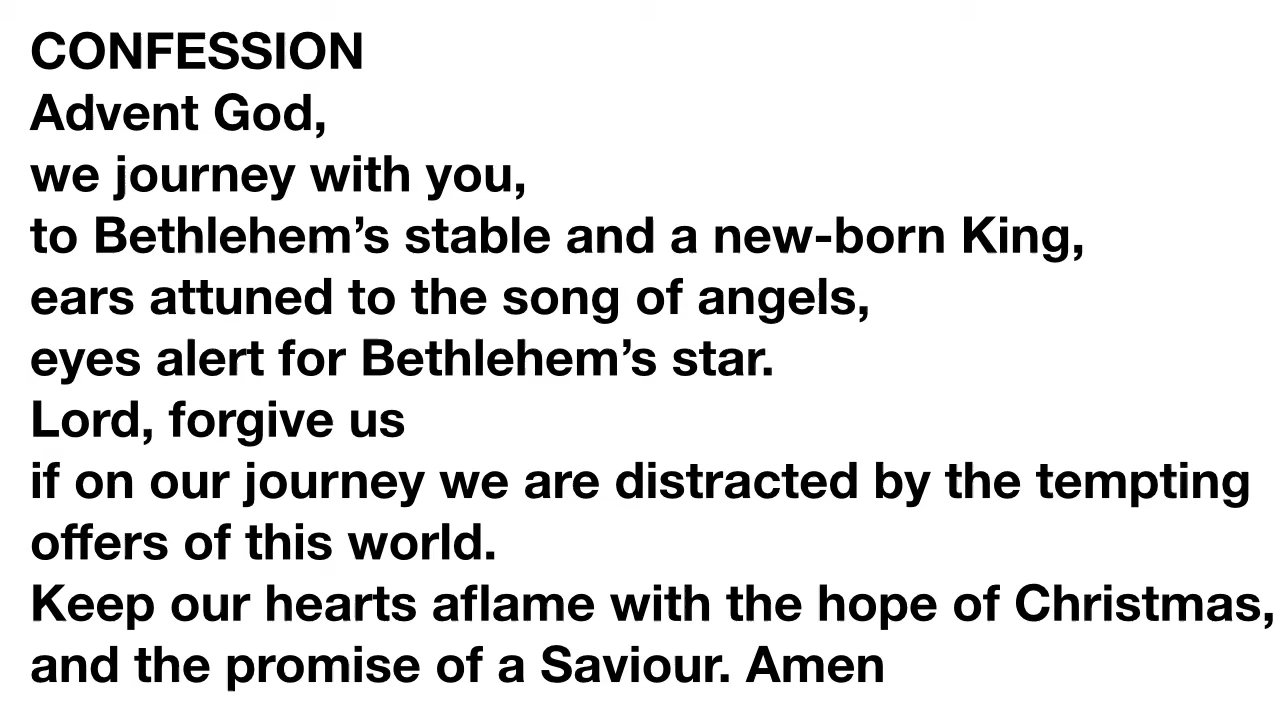 CONFESSION
Advent God,
we journey with you,
to Bethlehem’s stable and a new-born King,
ears attuned to the song of angels,
eyes alert for Bethlehem’s star.
Lord, forgive us
if on our journey we are distracted by the tempting
offers of this world.
Keep our hearts aflame with the hope of Christmas,
and the promise of a Saviour. Amen